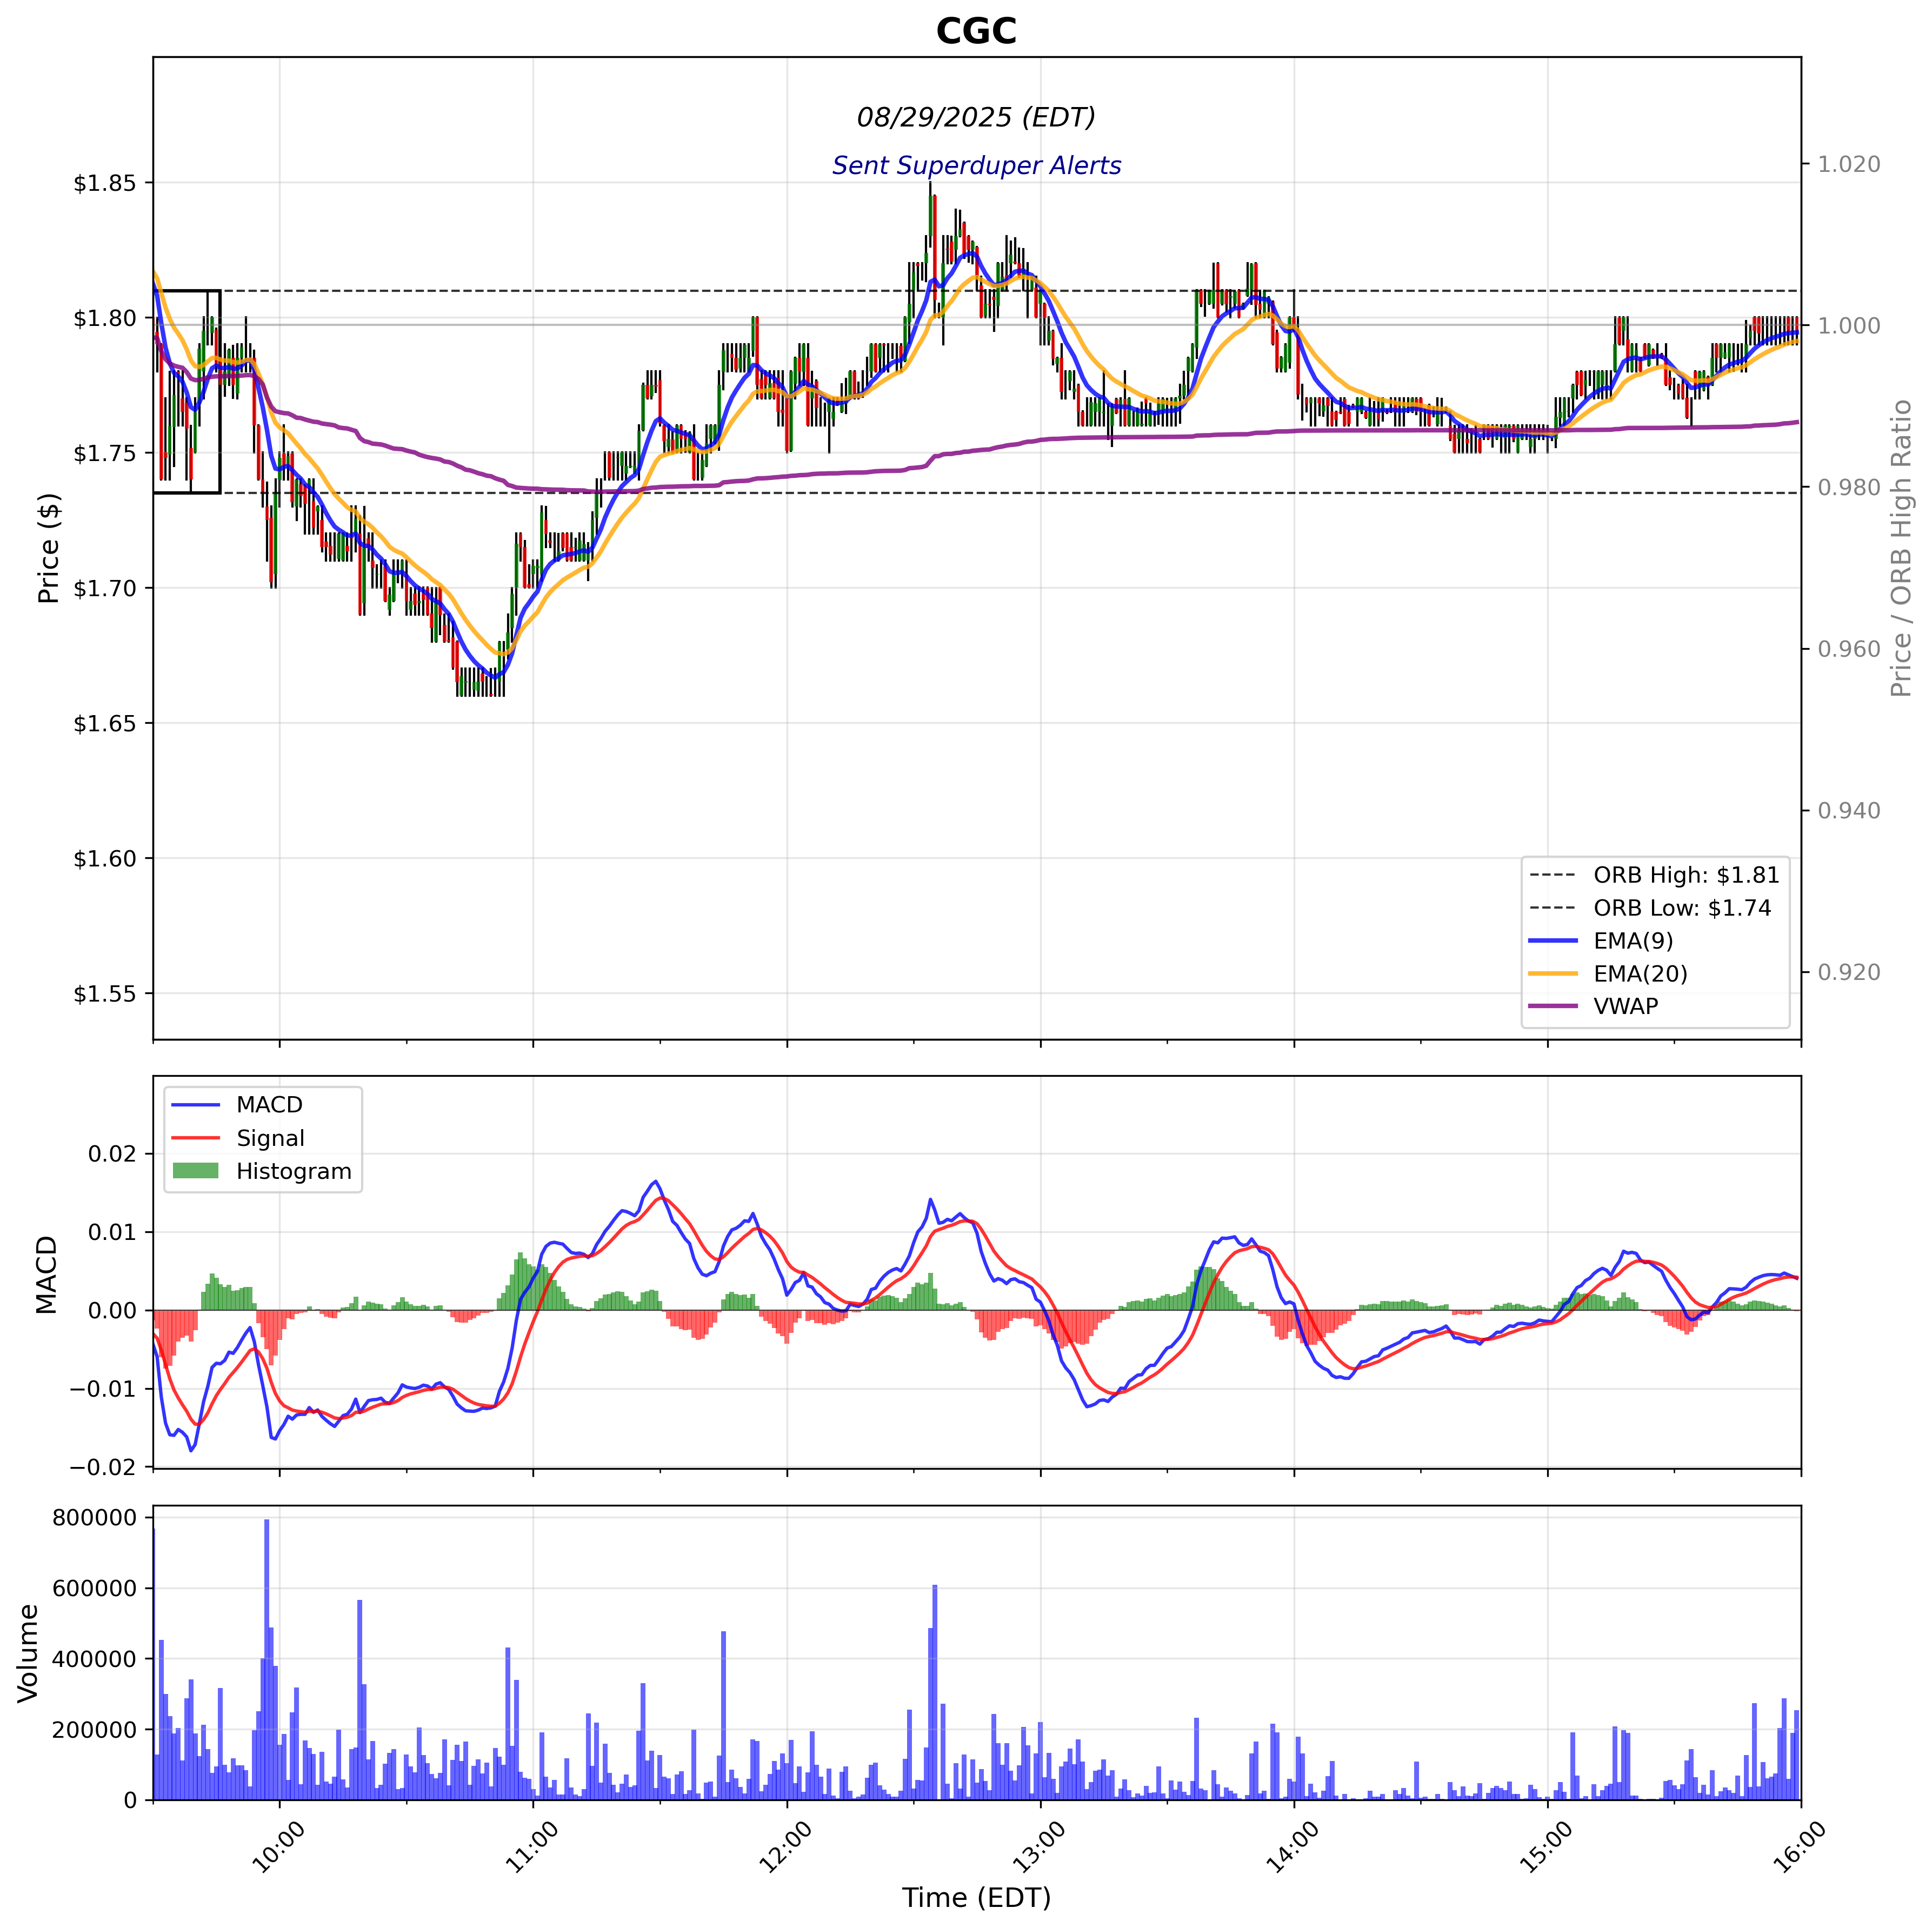 CGC
08/29/2025 (EDT)
Sent Superduper Alerts
Price ($)
$1.85
$1.80
$1.75
$1.70
$1.65
$1.60
$1.55
1.020
1.000
0.980
0.960
0.940
0.920
Price / ORB High Ratio
ORB High: $1.81
ORB Low: $1.74
EMA(9)
EMA(20)
VWAP
MACD
0.02
0.01
0.00
−0.01
−0.02
MACD
Signal
Histogram
Volume
800000
600000
400000
200000
0
10:00
11:00
12:00
13:00
14:00
15:00
16:00
Time (EDT)